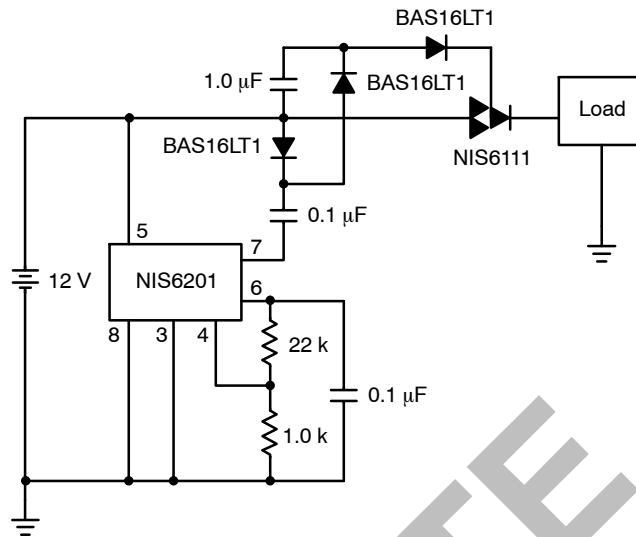 BAS16LT1
1.0 μF
BAS16LT1
Load
BAS16LT1
NIS6111
0.1 μF
5
7
12 V
NIS6201
6
8
3
4
22 k
0.1 μF
1.0 k